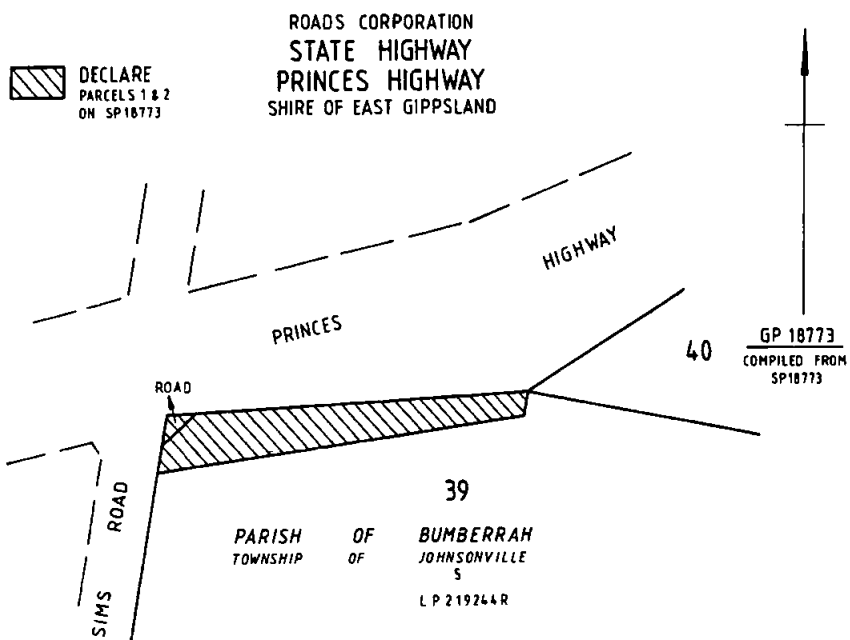 ROADS CORPORATION
STATE HIGHWAY
PRINCES HIGHWAY
SHIRE OF EAST GIPPSLAND
DECLARE
PARCELS 1 & 2
ON SP18773
HIGHWAY
PRINCES
40
GP 18773
COMPILED FROM
SP18773
ROAD
39
SIMS ROAD
PARISH OF BUMBERRAH
TOWNSHIP OF JOHNSONVILLE
S
L P 219244R